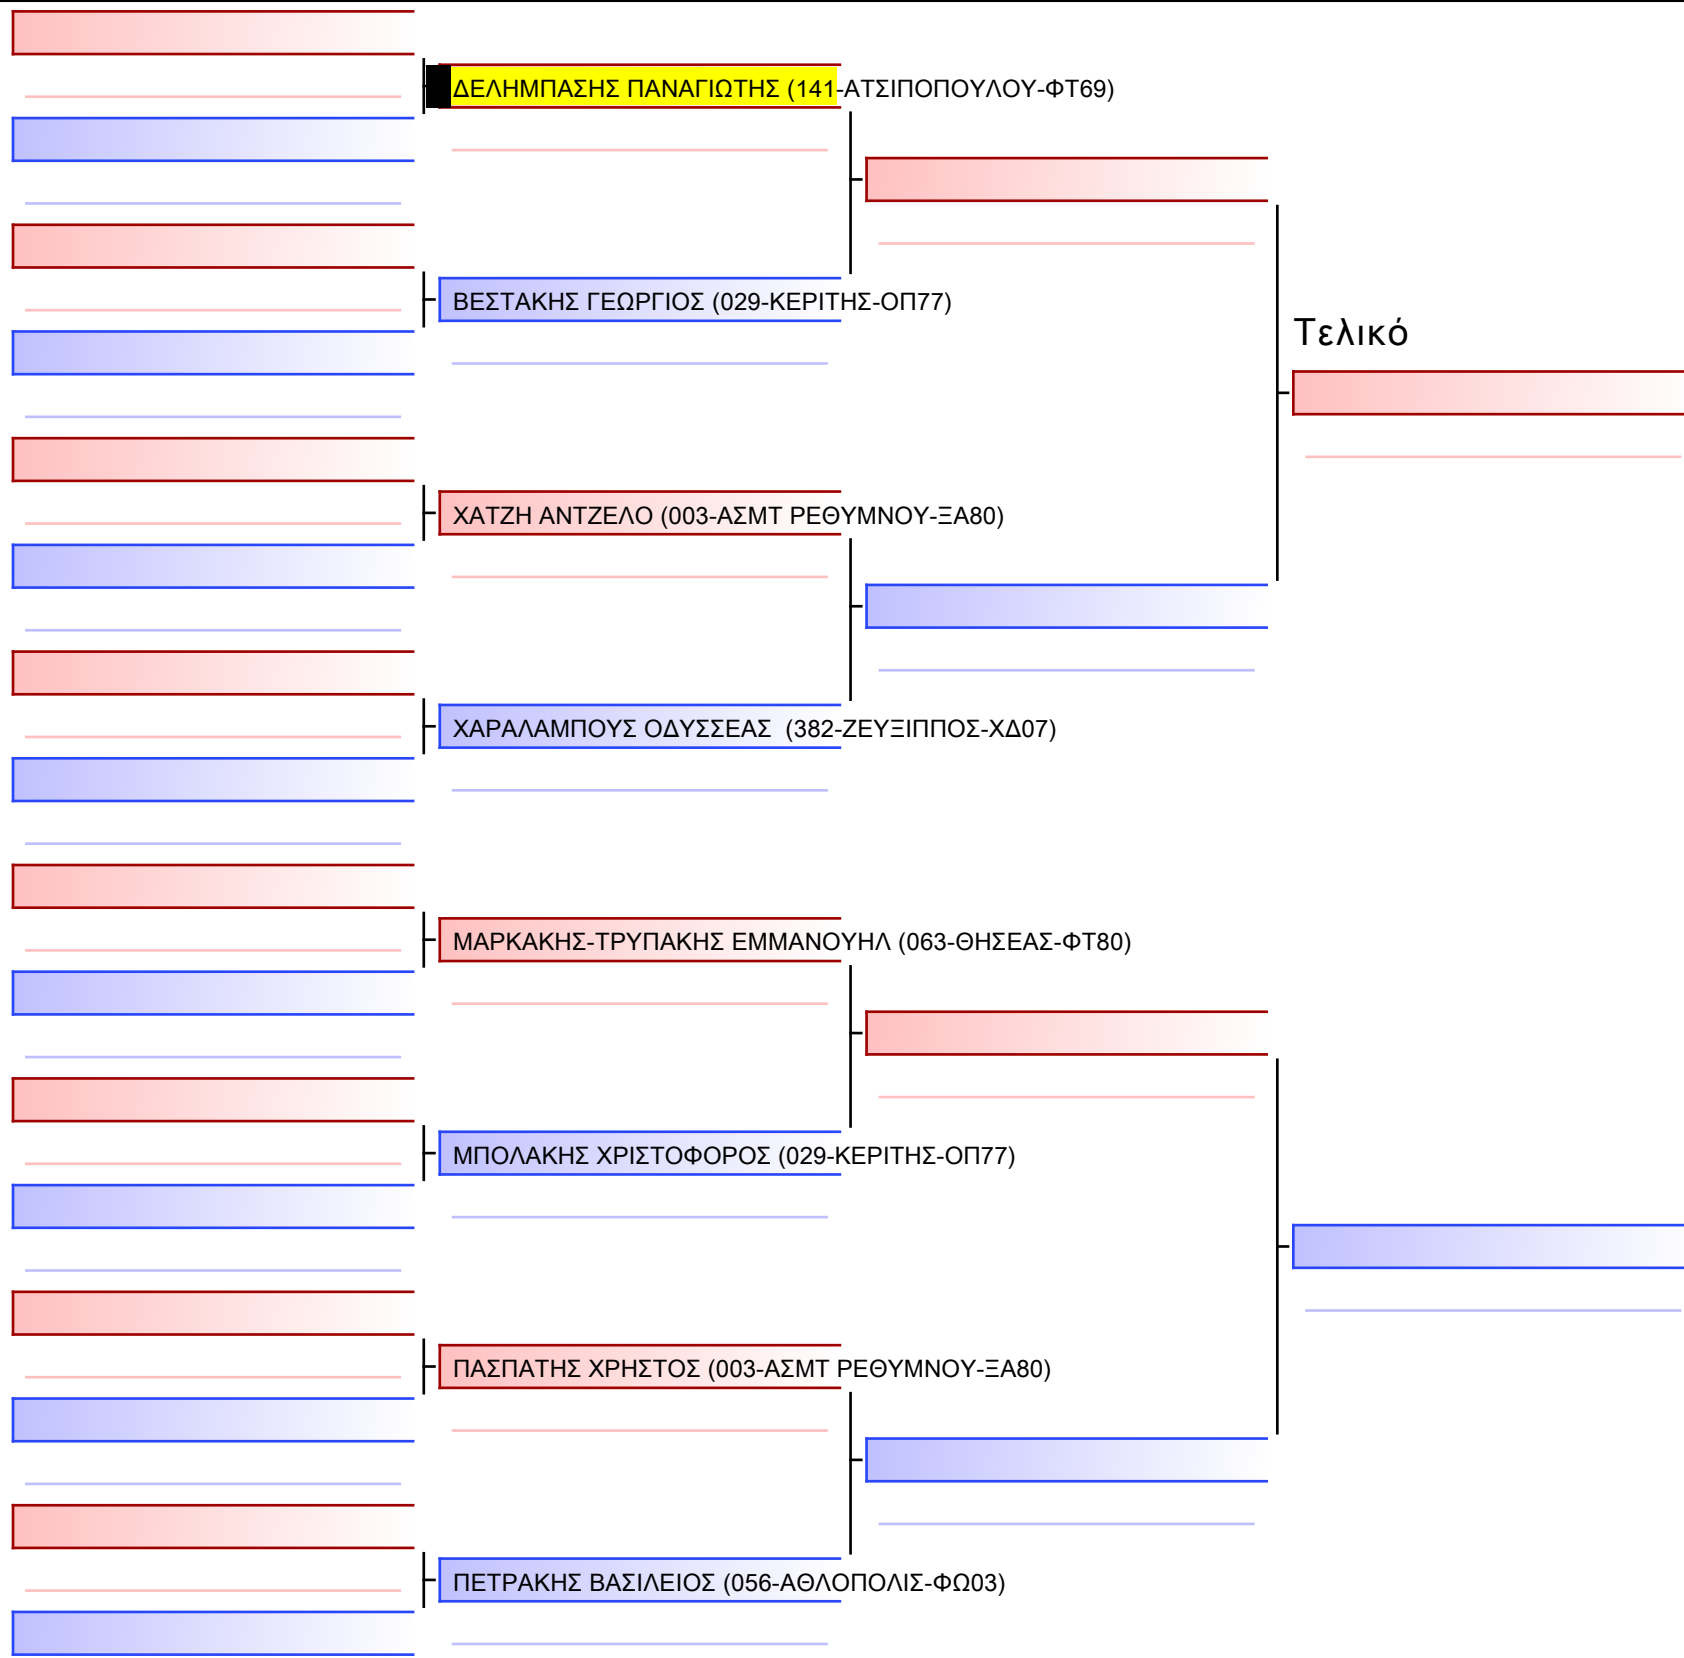 ΔΕΛΗΜΠΑΣΗΣ ΠΑΝΑΓΙΩΤΗΣ (141-ΑΤΣΙΠΟΠΟΥΛΟΥ-ΦΤ69)
ΒΕΣΤΑΚΗΣ ΓΕΩΡΓΙΟΣ (029-ΚΕΡΙΤΗΣ-ΟΠ77)
Τελικό
ΧΑΤΖΗ ΑΝΤΖΕΛΟ (003-ΑΣΜΤ ΡΕΘΥΜΝΟΥ-ΞΑ80)
ΧΑΡΑΛΑΜΠΟΥΣ ΟΔΥΣΣΕΑΣ  (382-ΖΕΥΞΙΠΠΟΣ-ΧΔ07)
ΜΑΡΚΑΚΗΣ-ΤΡΥΠΑΚΗΣ ΕΜΜΑΝΟΥΗΛ (063-ΘΗΣΕΑΣ-ΦΤ80)
ΜΠΟΛΑΚΗΣ ΧΡΙΣΤΟΦΟΡΟΣ (029-ΚΕΡΙΤΗΣ-ΟΠ77)
ΠΑΣΠΑΤΗΣ ΧΡΗΣΤΟΣ (003-ΑΣΜΤ ΡΕΘΥΜΝΟΥ-ΞΑ80)
ΠΕΤΡΑΚΗΣ ΒΑΣΙΛΕΙΟΣ (056-ΑΘΛΟΠΟΛΙΣ-ΦΩ03)